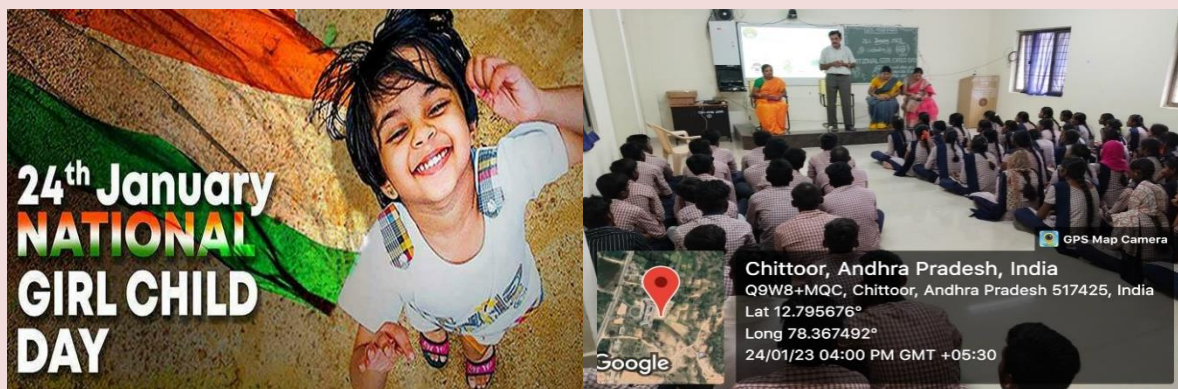 24th January
NATIONAL
GIRL CHILD
DAY
GPS Map Camera
Chittoor, Andhra Pradesh, India
Q9W8+MQC, Chittoor, Andhra Pradesh 517425, India
Lat 12.795676°
Long 78.367492°
24/01/23 04:00 PM GMT +05:30
Google